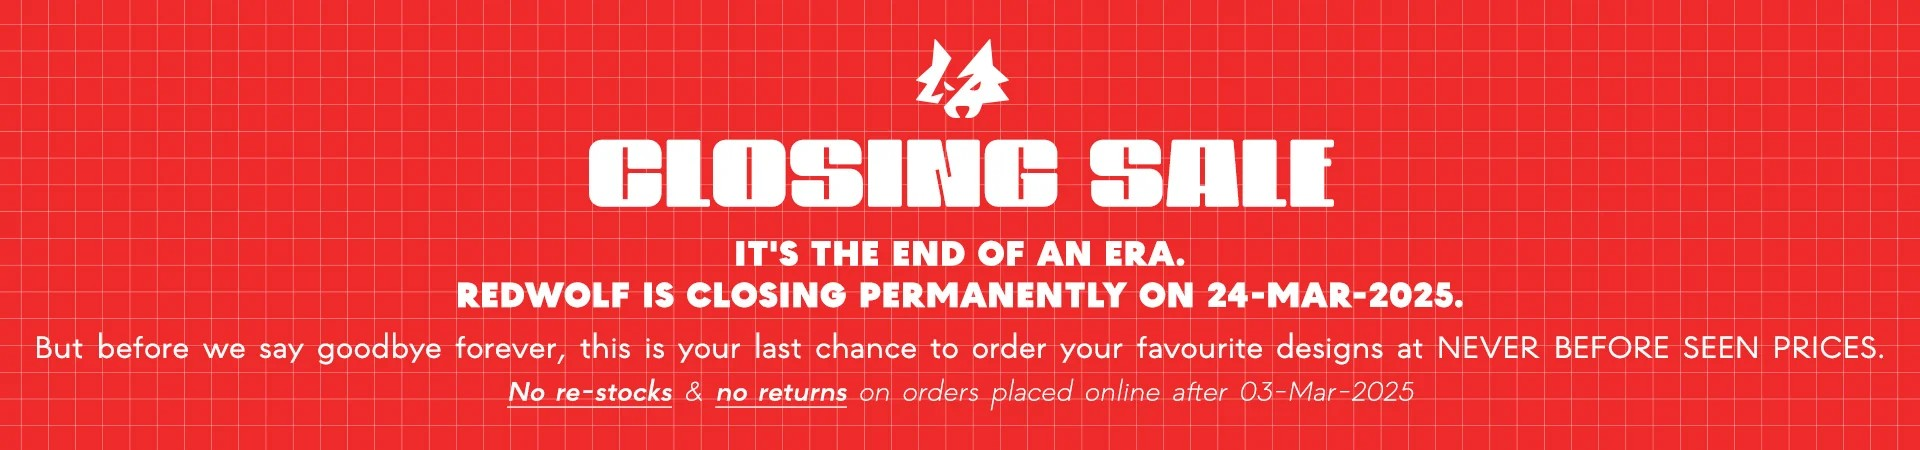 CLOSING SALE
IT'S THE END OF AN ERA.
REDWOLF IS CLOSING PERMANENTLY ON 24-MAR-2025.
But before we say goodbye forever, this is your last chance to order your favourite designs at NEVER BEFORE SEEN PRICES.
No re-stocks & no returns on orders placed online after 03-Mar-2025